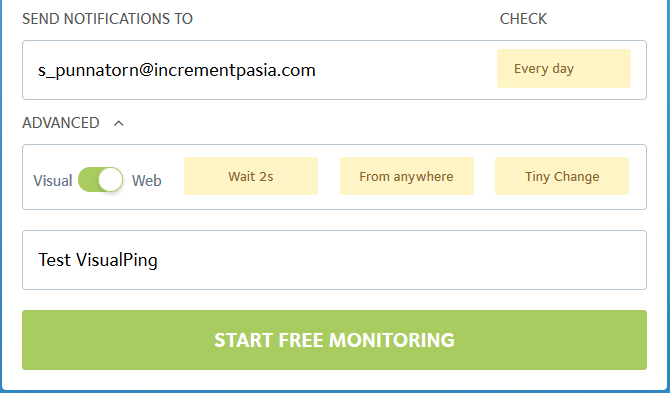 SEND NOTIFICATIONS TO CHECK
s_punnatorn@incrementpasia.com Every day
ADVANCED
Visual Web Wait 2s From anywhere Tiny Change
Test VisualPing
START FREE MONITORING